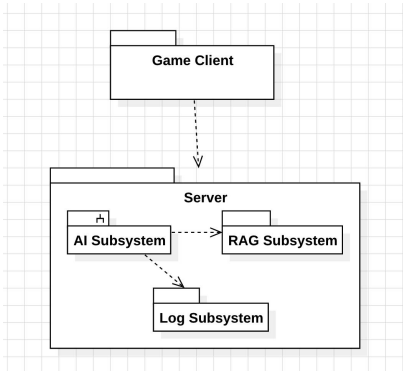 Game Client
Server
AI Subsystem
RAG Subsystem
Log Subsystem